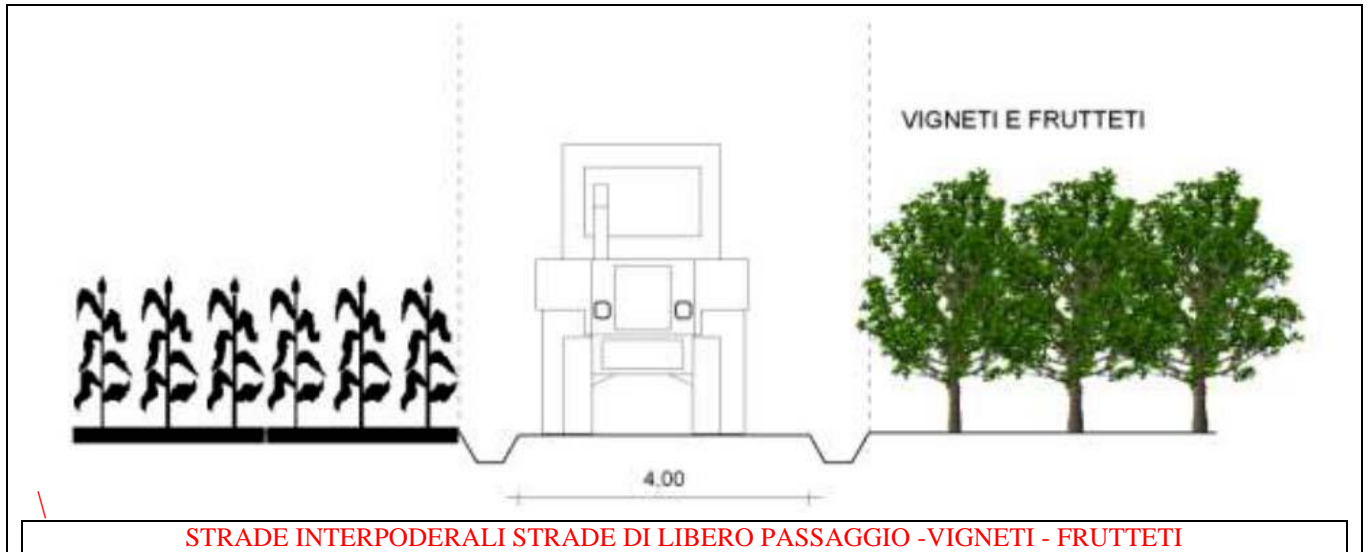 VIGNETI E FRUTTETI
4.00
\
STRADE INTERPODERALI STRADE DI LIBERO PASSAGGIO -VIGNETI - FRUTTETI